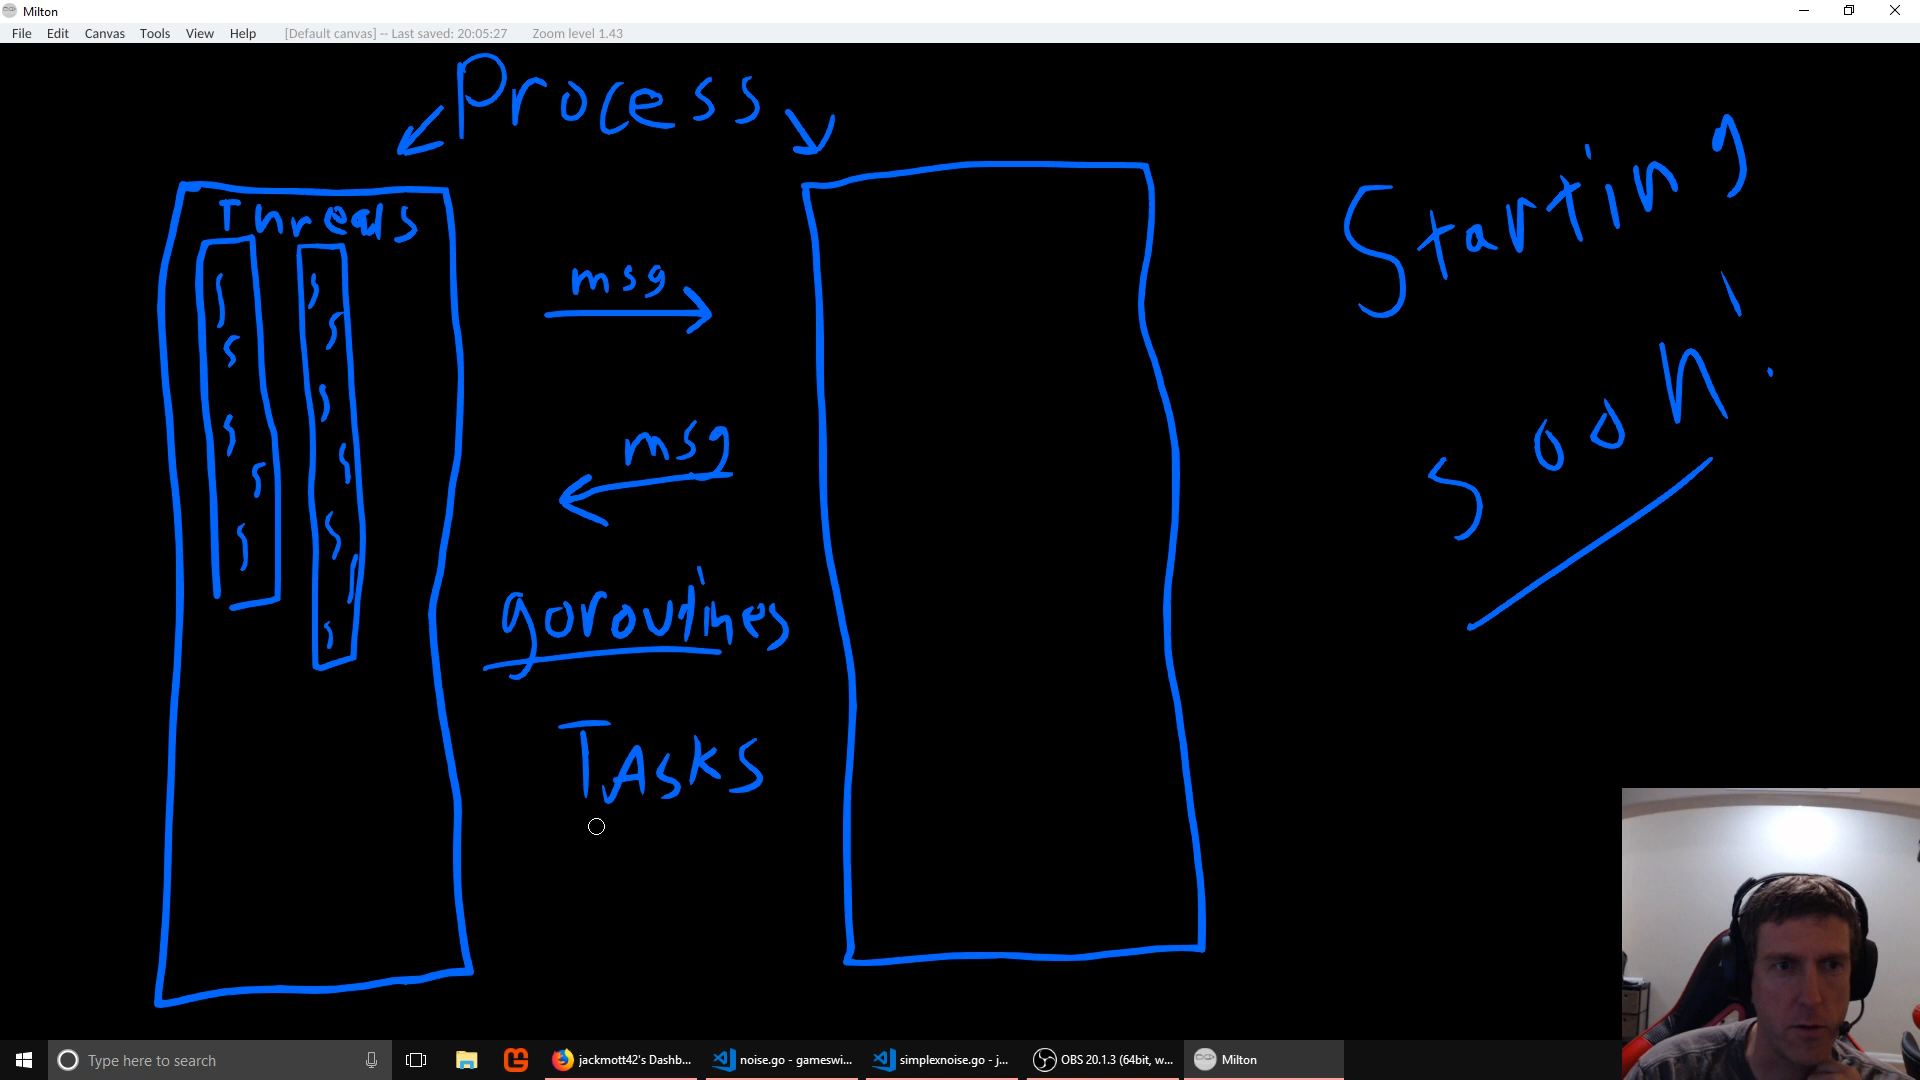 Milton
File Edit Canvas Tools View Help [Default canvas] -- Last saved: 20:05:27 Zoom level 1.43
Process
Threads
msg
msg
goroutines
TAsks
Starting
soon!
Type here to search
jackmott42's Dashb...
noise.go - gameswi...
simplexnoise.go - j...
OBS 20.1.3 (64bit, w...
Milton